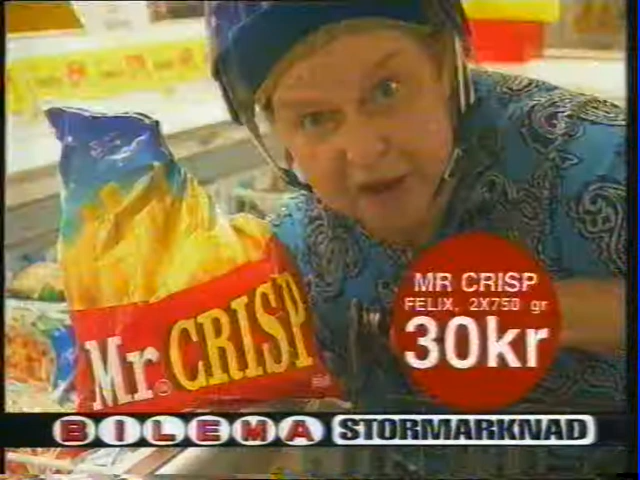 Mr. CRISP
MR CRISP
FELIX, 2X750 gr
30kr
BILEMA STORMARKNAD